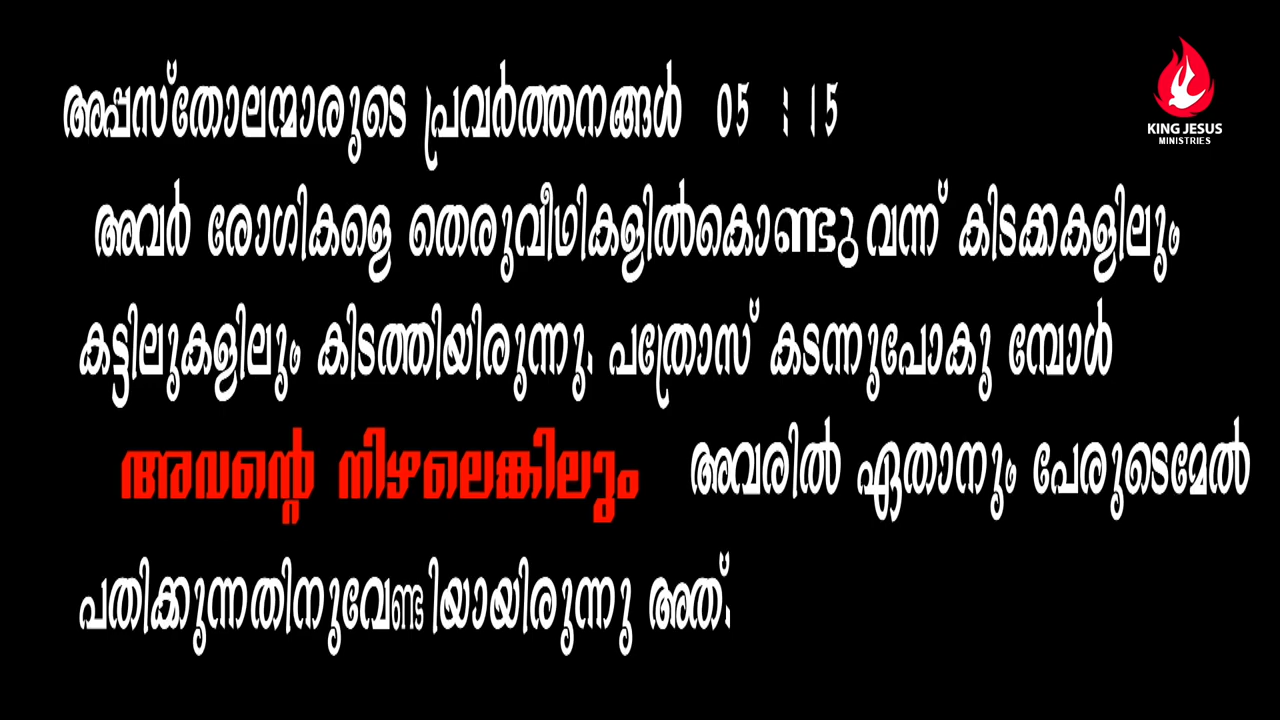 അപ്പസ്തോലന്മാരുടെ പ്രവർത്തനങ്ങൾ 05 : 15
KING JESUS
MINISTRIES
അവർ രോഗികളെ തെരുവീഥികളിൽകൊണ്ടു വന്ന് കിടക്കകളിലും
കട്ടിലുകളിലും കിടത്തിയിരുന്നു. പത്രോസ് കടന്നുപോകു മ്പോൾ
അവന്റെ നിഴലെങ്കിലും അവരിൽ ഏതാനും പേരുടെമേൽ
പതിക്കുന്നതിനുവേണ്ടിയായിരുന്നു അത്.